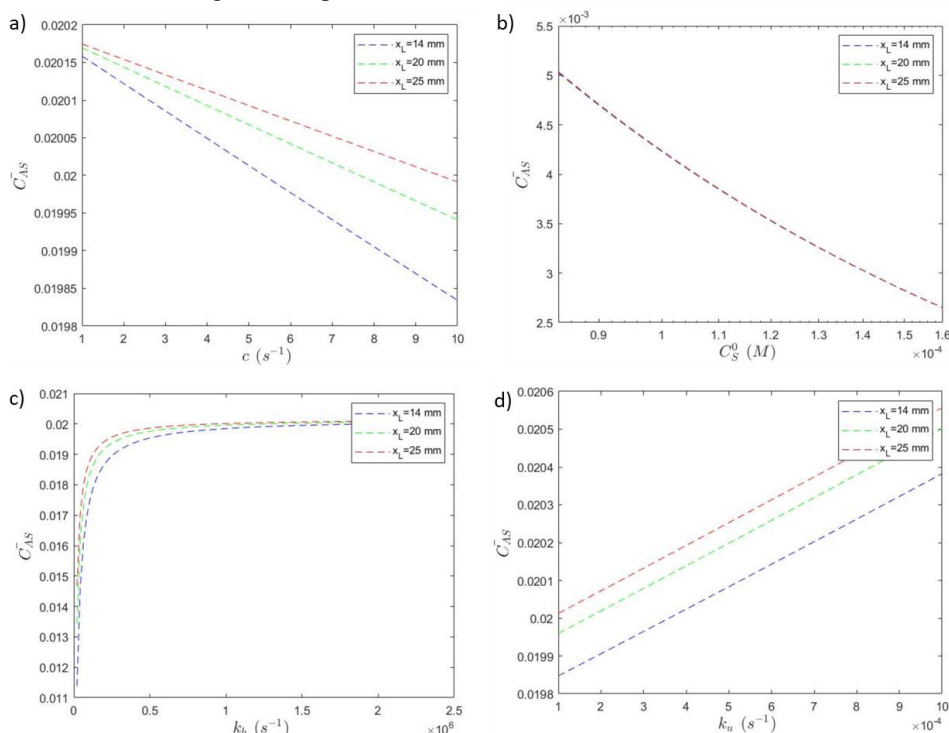 a)
0.0202
0.02015
0.0201
0.02005
0.02
0.01995
0.0199
0.01985
0.0198
1 2 3 4 5 6 7 8 9 10
c (s⁻¹)
C̄_{AS}
x_L=14 mm
x_L=20 mm
x_L=25 mm
b)
×10⁻³
5.5
5
4.5
4
3.5
3
2.5
0.9 1 1.1 1.2 1.3 1.4 1.5 1.6
×10⁻⁴
C_S^0 (M)
C̄_{AS}
x_L=14 mm
x_L=20 mm
x_L=25 mm
c)
0.021
0.02
0.019
0.018
0.017
0.016
0.015
0.014
0.013
0.012
0.011
0 0.5 1 1.5 2 2.5
×10⁶
k_b (s⁻¹)
C̄_{AS}
x_L=14 mm
x_L=20 mm
x_L=25 mm
d)
0.0206
0.0205
0.0204
0.0203
0.0202
0.0201
0.02
0.0199
0.0198
1 2 3 4 5 6 7 8 9 10
×10⁻⁴
k_u (s⁻¹)
C̄_{AS}
x_L=14 mm
x_L=20 mm
x_L=25 mm